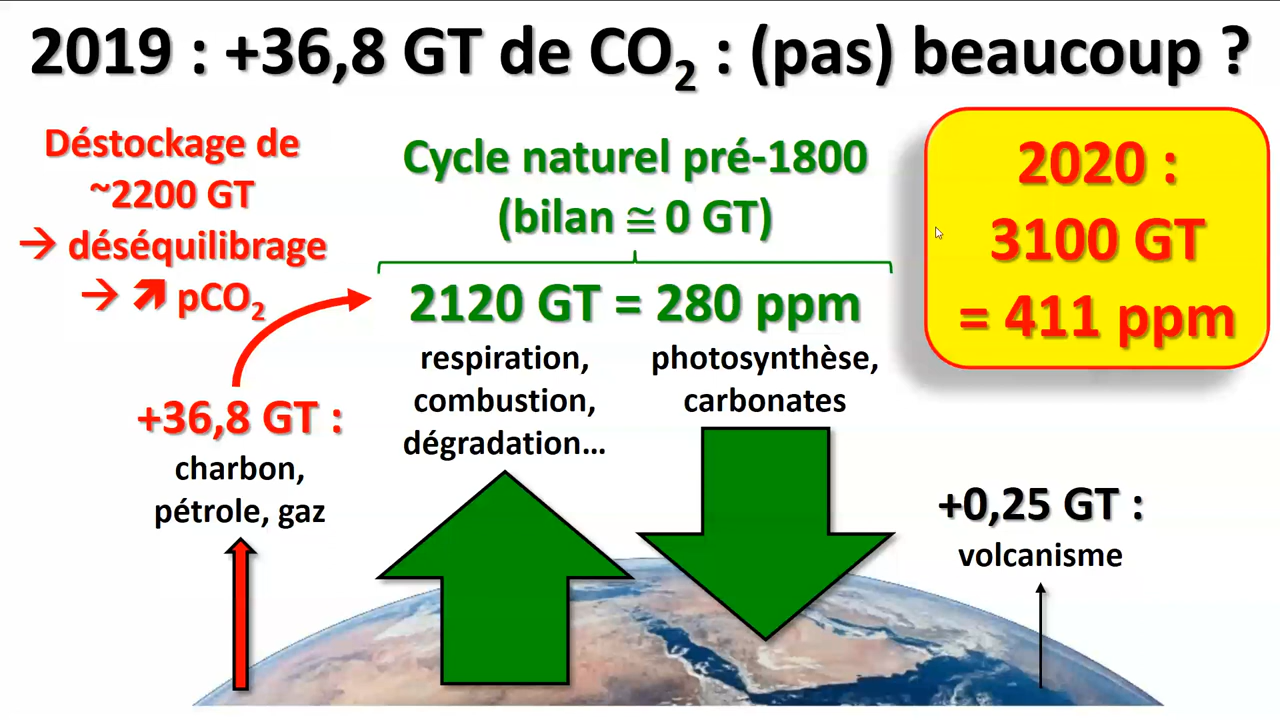 2019 : +36,8 GT de CO₂ : (pas) beaucoup ?
Déstockage de
~2200 GT
→ déséquilibrage
→ ↗ pCO₂
Cycle naturel pré-1800
(bilan ≅ 0 GT)
2120 GT = 280 ppm
respiration,
combustion,
dégradation…
photosynthèse,
carbonates
2020 :
3100 GT
= 411 ppm
+36,8 GT :
charbon,
pétrole, gaz
+0,25 GT :
volcanisme